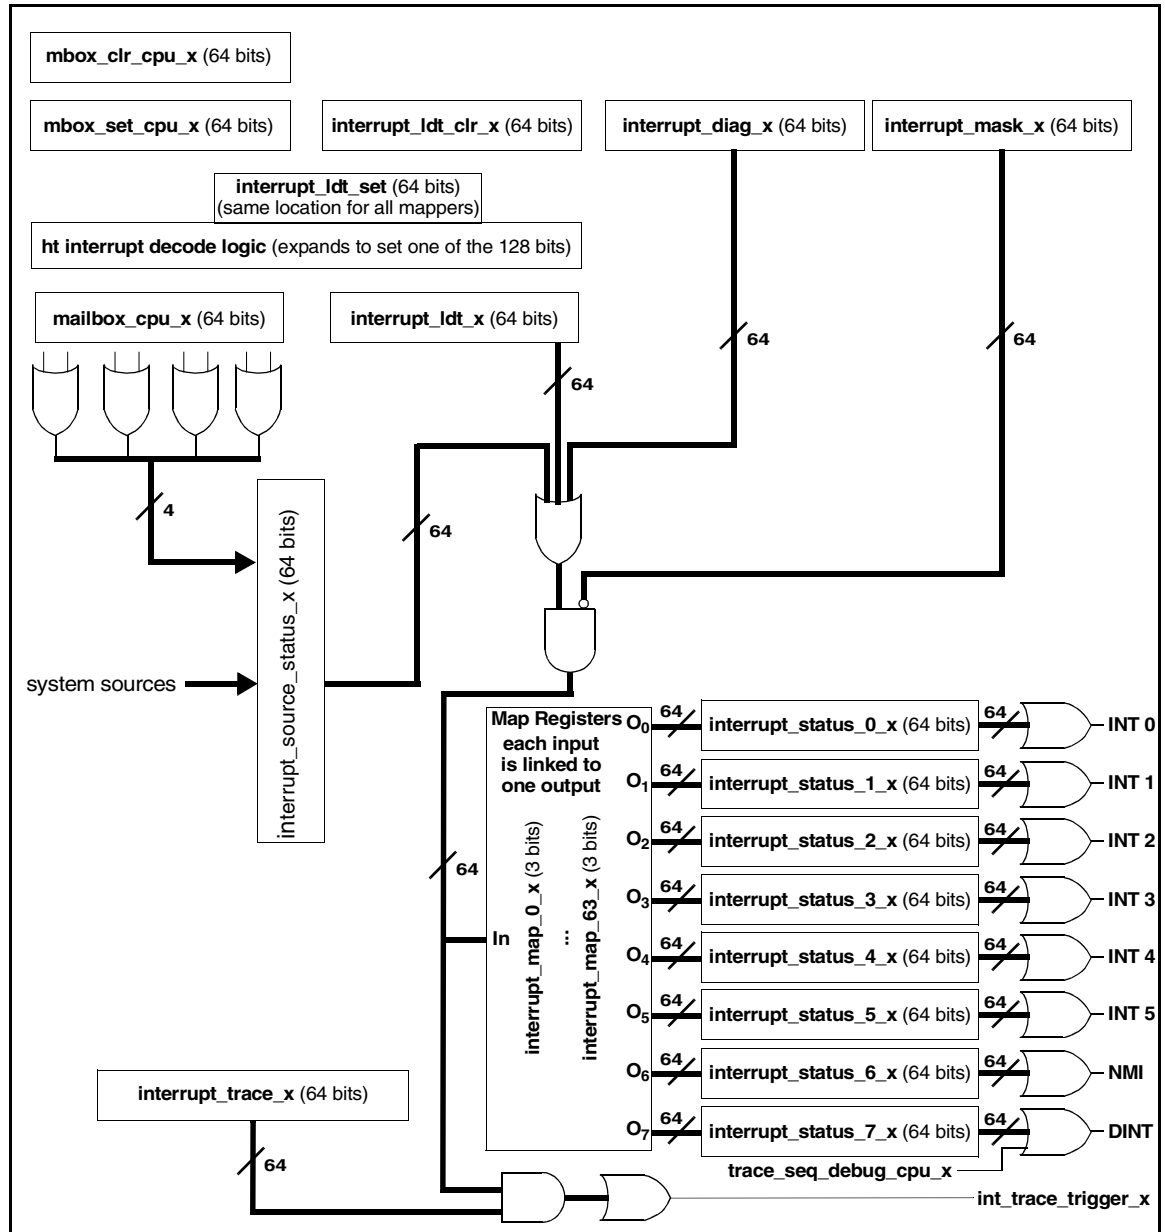 mbox_clr_cpu_x (64 bits)
mbox_set_cpu_x (64 bits)
interrupt_ldt_clr_x (64 bits)
interrupt_diag_x (64 bits)
interrupt_mask_x (64 bits)
interrupt_ldt_set (64 bits)
(same location for all mappers)
ht interrupt decode logic (expands to set one of the 128 bits)
mailbox_cpu_x (64 bits)
interrupt_ldt_x (64 bits)
64
64
64
4
64
interrupt_source_status_x (64 bits)
system sources
Map Registers
each input
is linked to
one output
interrupt_map_0_x (3 bits)
...
interrupt_map_63_x (3 bits)
In
64
O0
64
interrupt_status_0_x (64 bits)
64
INT 0
O1
64
interrupt_status_1_x (64 bits)
64
INT 1
O2
64
interrupt_status_2_x (64 bits)
64
INT 2
O3
64
interrupt_status_3_x (64 bits)
64
INT 3
O4
64
interrupt_status_4_x (64 bits)
64
INT 4
O5
64
interrupt_status_5_x (64 bits)
64
INT 5
O6
64
interrupt_status_6_x (64 bits)
64
NMI
O7
64
interrupt_status_7_x (64 bits)
64
DINT
interrupt_trace_x (64 bits)
64
trace_seq_debug_cpu_x
int_trace_trigger_x